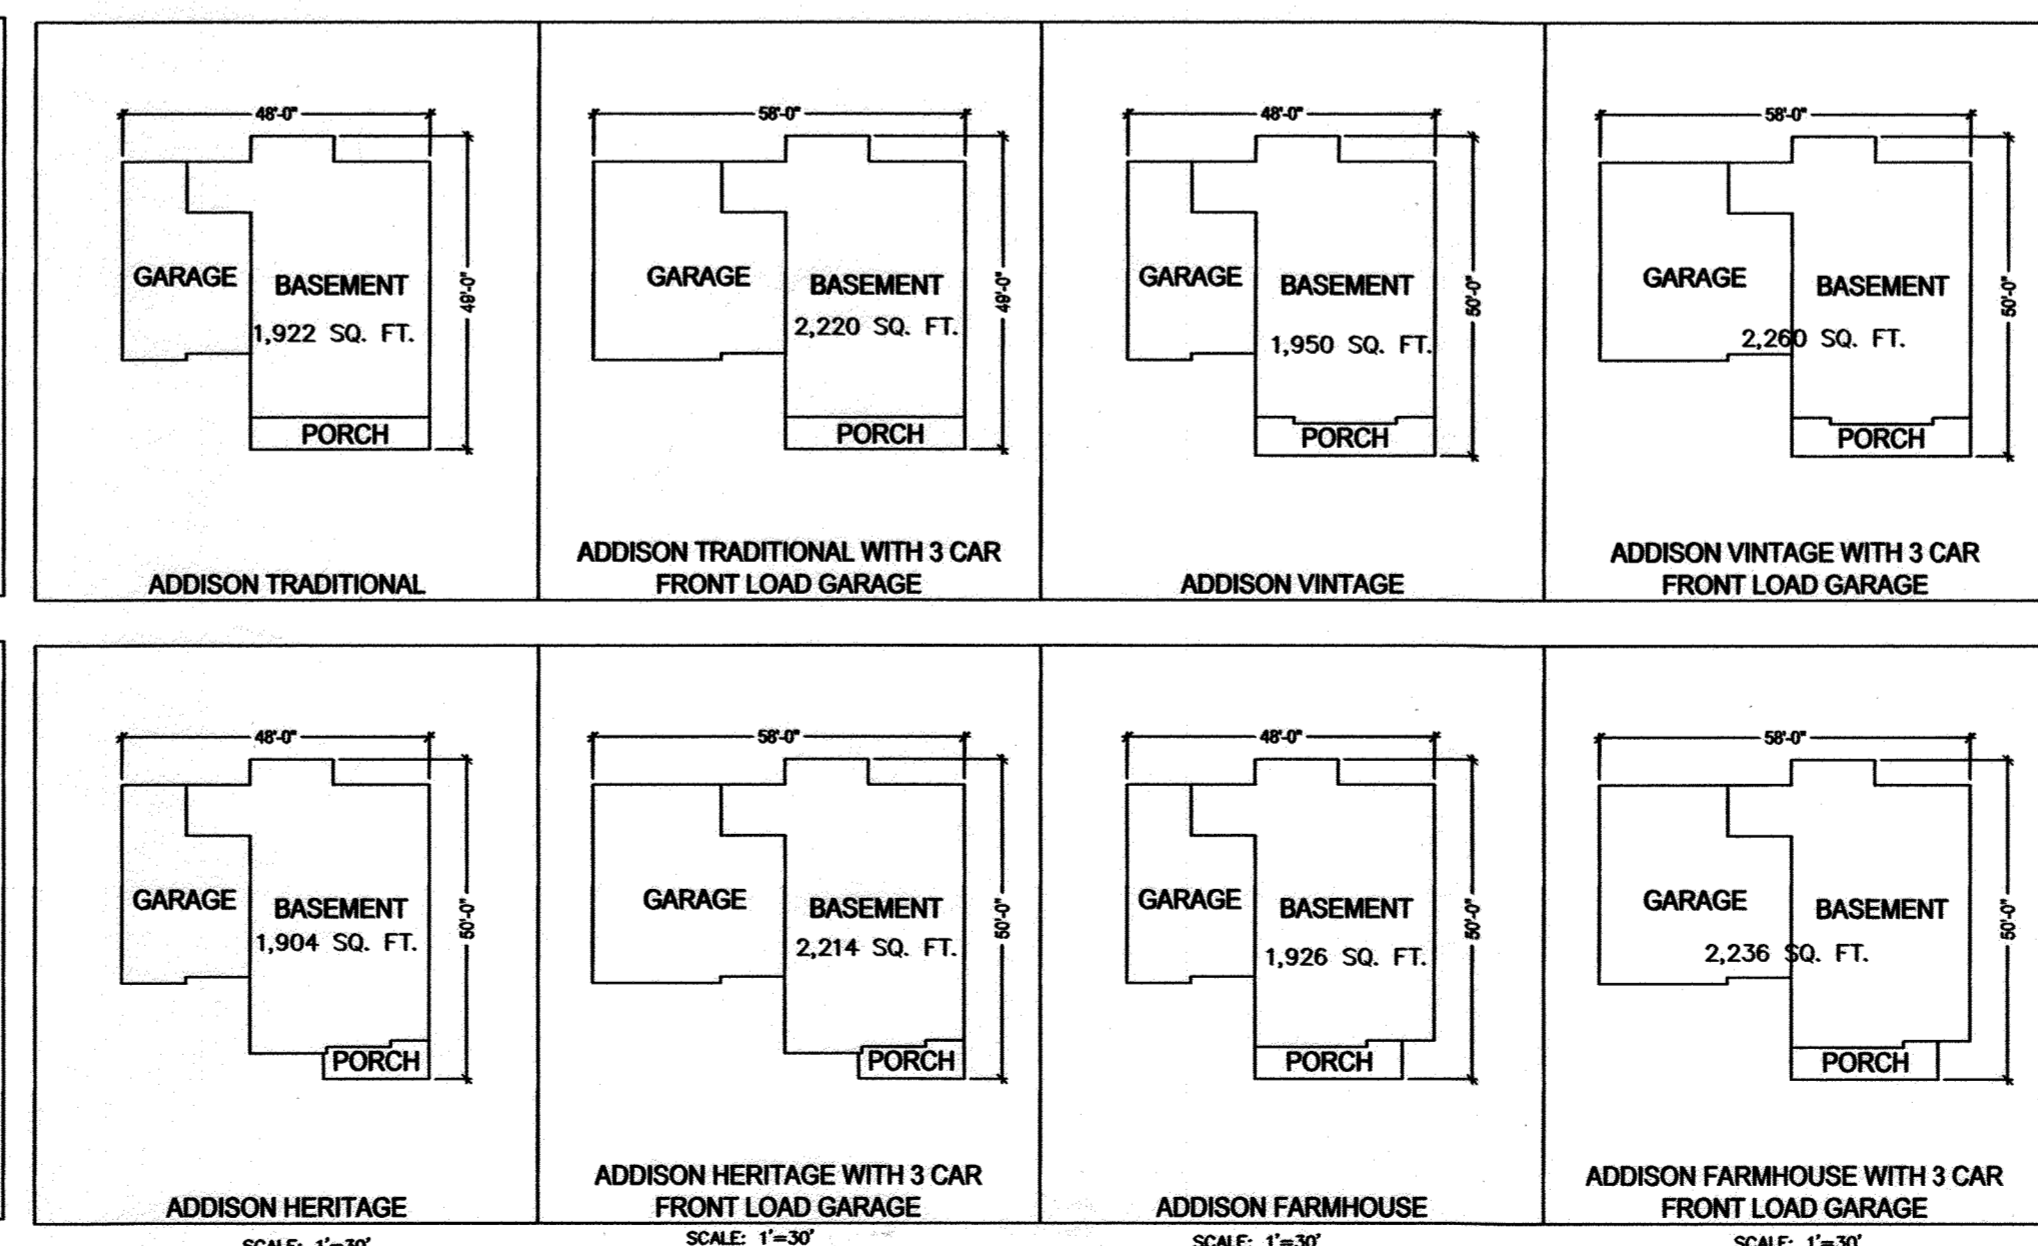 48'-0"
GARAGE
BASEMENT
1,922 SQ. FT.
49'-0"
PORCH
ADDISON TRADITIONAL
58'-0"
GARAGE
BASEMENT
2,220 SQ. FT.
49'-0"
PORCH
ADDISON TRADITIONAL WITH 3 CAR
FRONT LOAD GARAGE
48'-0"
GARAGE
BASEMENT
1,950 SQ. FT.
50'-0"
PORCH
ADDISON VINTAGE
58'-0"
GARAGE
BASEMENT
2,260 SQ. FT.
50'-0"
PORCH
ADDISON VINTAGE WITH 3 CAR
FRONT LOAD GARAGE
48'-0"
GARAGE
BASEMENT
1,904 SQ. FT.
50'-0"
PORCH
ADDISON HERITAGE
SCALE: 1'=30'
58'-0"
GARAGE
BASEMENT
2,214 SQ. FT.
50'-0"
PORCH
ADDISON HERITAGE WITH 3 CAR
FRONT LOAD GARAGE
SCALE: 1'=30'
48'-0"
GARAGE
BASEMENT
1,926 SQ. FT.
50'-0"
PORCH
ADDISON FARMHOUSE
SCALE: 1'=30'
58'-0"
GARAGE
BASEMENT
2,236 SQ. FT.
50'-0"
PORCH
ADDISON FARMHOUSE WITH 3 CAR
FRONT LOAD GARAGE
SCALE: 1'=30'